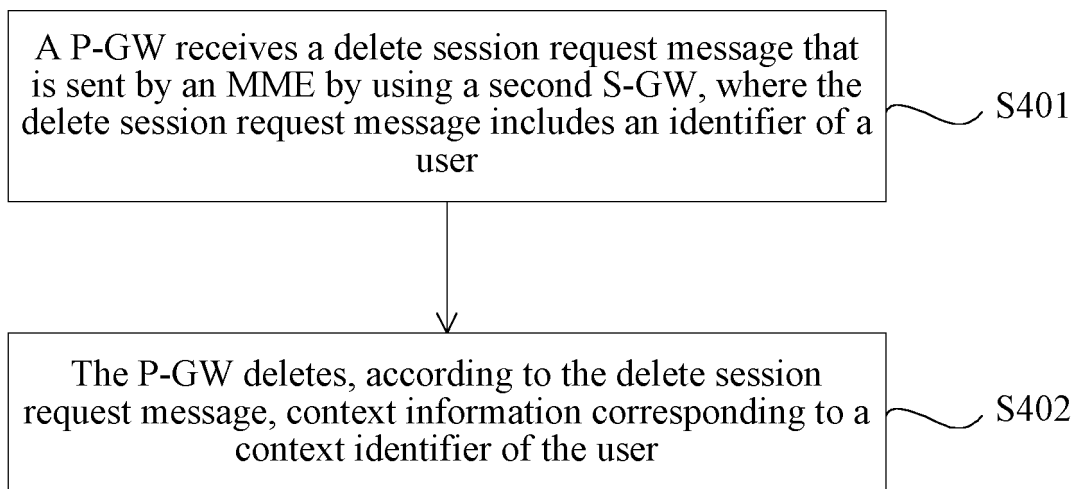 A P-GW receives a delete session request message that
is sent by an MME by using a second S-GW, where the
delete session request message includes an identifier of a
user
S401
The P-GW deletes, according to the delete session
request message, context information corresponding to a
context identifier of the user
S402